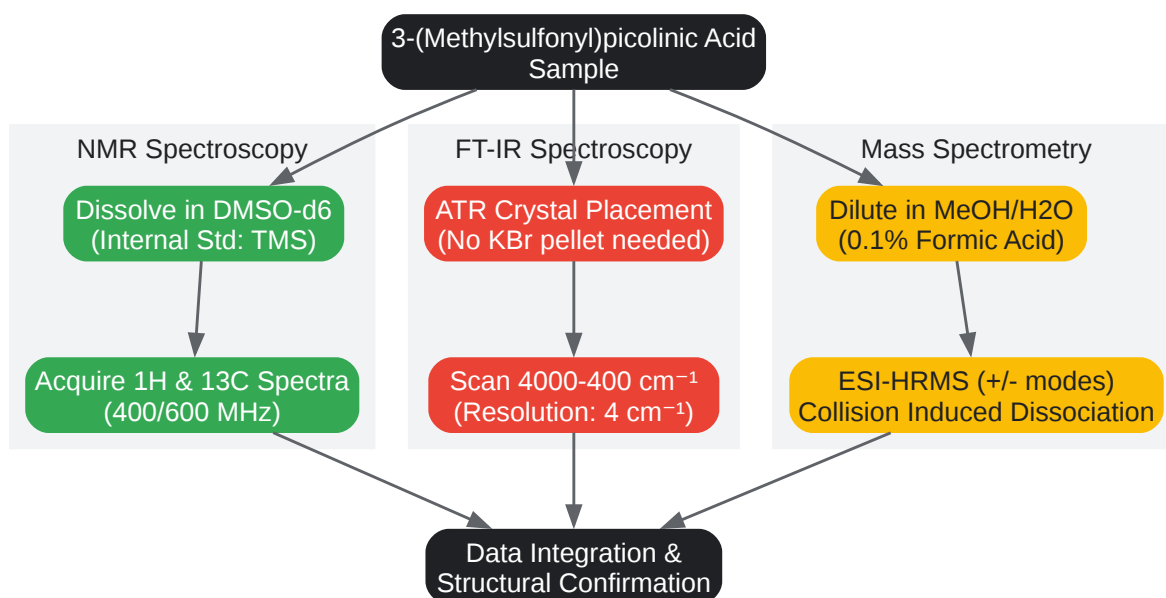 3-(Methylsulfonyl)picolinic Acid
Sample
NMR Spectroscopy
FT-IR Spectroscopy
Mass Spectrometry
Dissolve in DMSO-d6
(Internal Std: TMS)
ATR Crystal Placement
(No KBr pellet needed)
Dilute in MeOH/H2O
(0.1% Formic Acid)
Acquire 1H & 13C Spectra
(400/600 MHz)
Scan 4000-400 cm⁻¹
(Resolution: 4 cm⁻¹)
ESI-HRMS (+/- modes)
Collision Induced Dissociation
Data Integration &
Structural Confirmation